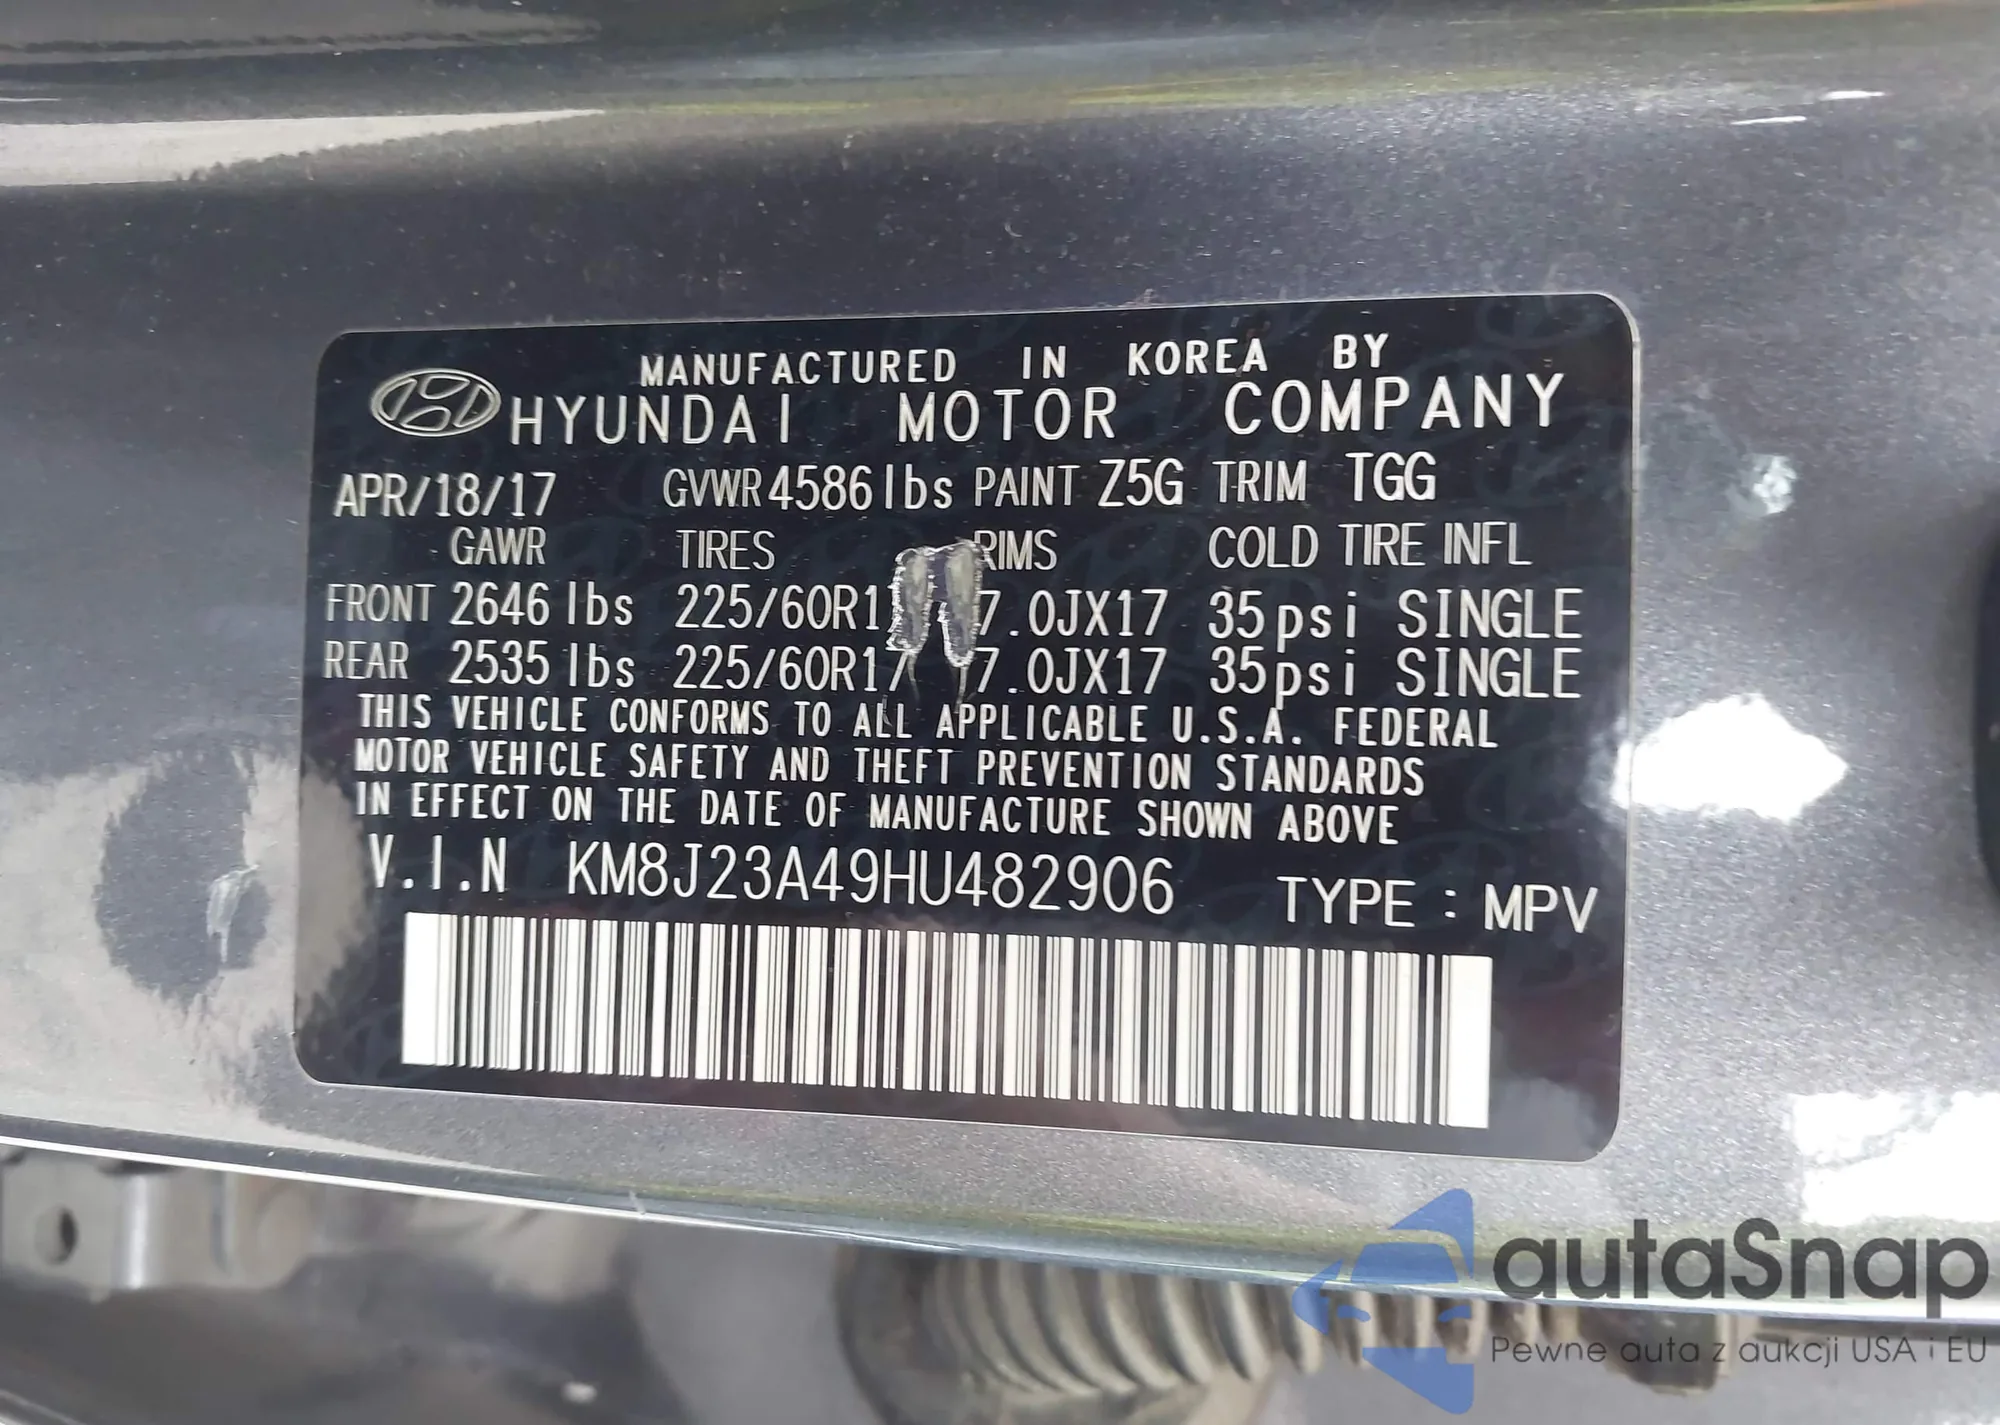 MANUFACTURED IN KOREA BY
HYUNDAI MOTOR COMPANY
APR/18/17 GVWR 4586lbs PAINT Z5G TRIM TGG
GAWR TIRES RIMS COLD TIRE INFL
FRONT 2646 lbs 225/60R1 7.0JX17 35psi SINGLE
REAR 2535 lbs 225/60R17 7.0JX17 35psi SINGLE
THIS VEHICLE CONFORMS TO ALL APPLICABLE U.S.A. FEDERAL
MOTOR VEHICLE SAFETY AND THEFT PREVENTION STANDARDS
IN EFFECT ON THE DATE OF MANUFACTURE SHOWN ABOVE
V.I.N KM8J23A49HU482906 TYPE : MPV
autaSnap
Pewne auta z aukcji USA i EU